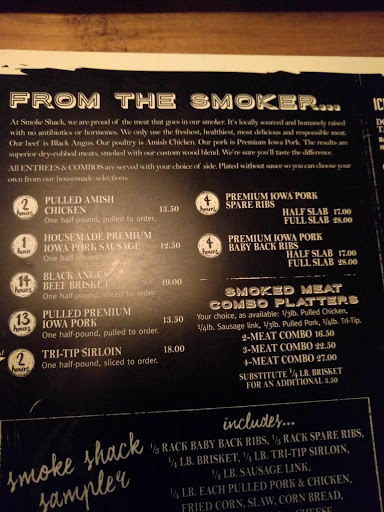 FROM THE SMOKER...
At Smoke Shack, we are proud of the meat that goes in our smoker. It's locally sourced and humanely raised
with no antibiotics or hormones. We only use the freshest, healthiest, most delicious and responsible meat.
Our beef is Black Angus. Our poultry is Amish Chicken. Our pork is Premium Iowa Pork. The results are
superior dry-rubbed meats, smoked with our custom wood blend. We're sure you'll taste the difference.
All ENTREES & COMBOS are served with your choice of side. Plated without sauce so you can choose your
own from our housemade selections.
2 hours
PULLED AMISH
CHICKEN 13.50
One half-pound, pulled to order.
1 hours
HOUSEMADE PREMIUM
IOWA PORK SAUSAGE 12.50
One half-pound.
14 hours
BLACK ANGUS
BEEF BRISKET 19.00
One half-pound, sliced to order.
13 hours
PULLED PREMIUM
IOWA PORK 13.50
One half-pound, pulled to order.
2 hours
TRI-TIP SIRLOIN 18.00
One half-pound, sliced to order.
4 hours
PREMIUM IOWA PORK
SPARE RIBS
HALF SLAB 17.00
FULL SLAB 28.00
4 hours
PREMIUM IOWA PORK
BABY BACK RIBS
HALF SLAB 17.00
FULL SLAB 28.00
SMOKED MEAT
COMBO PLATTERS
Your choice, as available: 1/3lb. Pulled Chicken,
1/4lb. Sausage link, 1/3lb. Pulled Pork, 1/4lb. Tri-Tip.
2-MEAT COMBO 16.50
3-MEAT COMBO 22.50
4-MEAT COMBO 27.00
SUBSTITUTE 1/4 LB. BRISKET
FOR AN ADDITIONAL 3.50
smoke shack
sampler
includes...
1/3 RACK BABY BACK RIBS, 1/3 RACK SPARE RIBS,
1/4 LB. BRISKET, 1/4 LB. TRI-TIP SIRLOIN,
1/4 LB. SAUSAGE LINK,
1/4 LB. EACH PULLED PORK & CHICKEN,
FRIED CORN, SLAW, CORN BREAD,
CHEESE